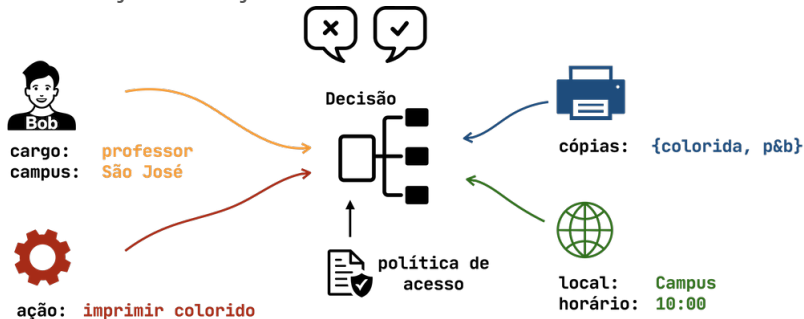 Decisão
Bob
cargo: professor
campus: São José
cópias: {colorida, p&b}
política de
acesso
ação: imprimir colorido
local: Campus
horário: 10:00